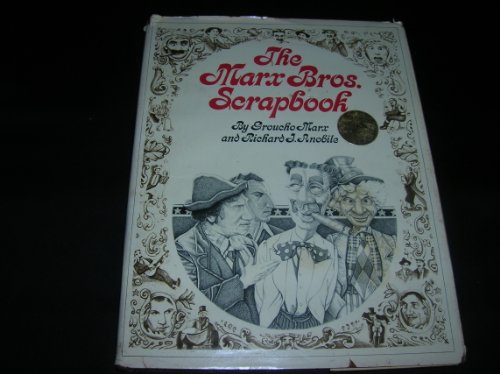 The
Marx Bros.
Scrapbook
By Groucho Marx
and Richard J. Anobile